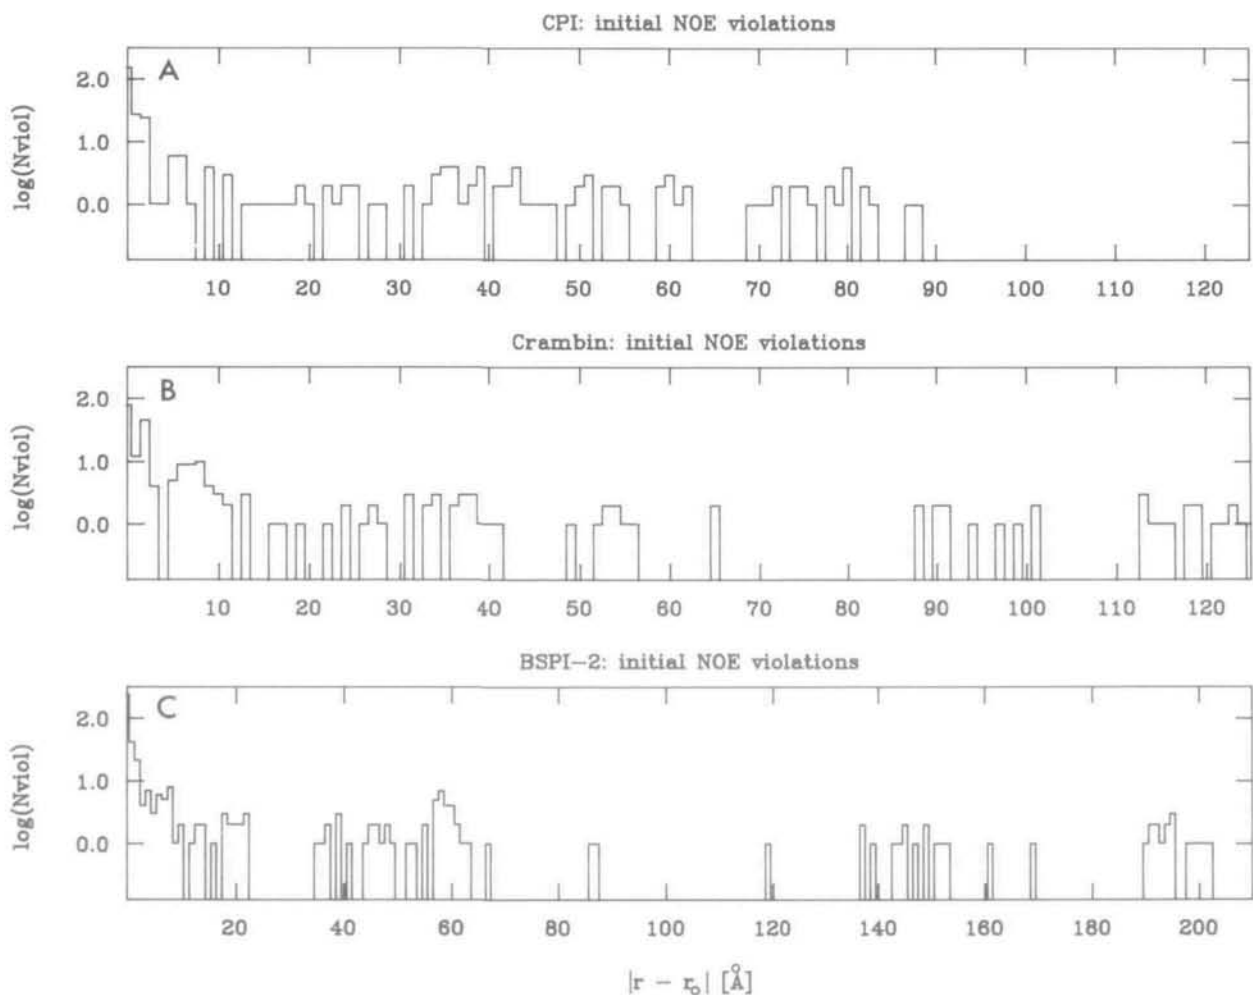 CPI: initial NOE violations
A
log(Nviol)
2.0
1.0
0.0
10 20 30 40 50 60 70 80 90 100 110 120
Crambin: initial NOE violations
B
log(Nviol)
2.0
1.0
0.0
10 20 30 40 50 60 70 80 90 100 110 120
BSPI-2: initial NOE violations
C
log(Nviol)
2.0
1.0
0.0
20 40 60 80 100 120 140 160 180 200
|r - r₀| [Å]